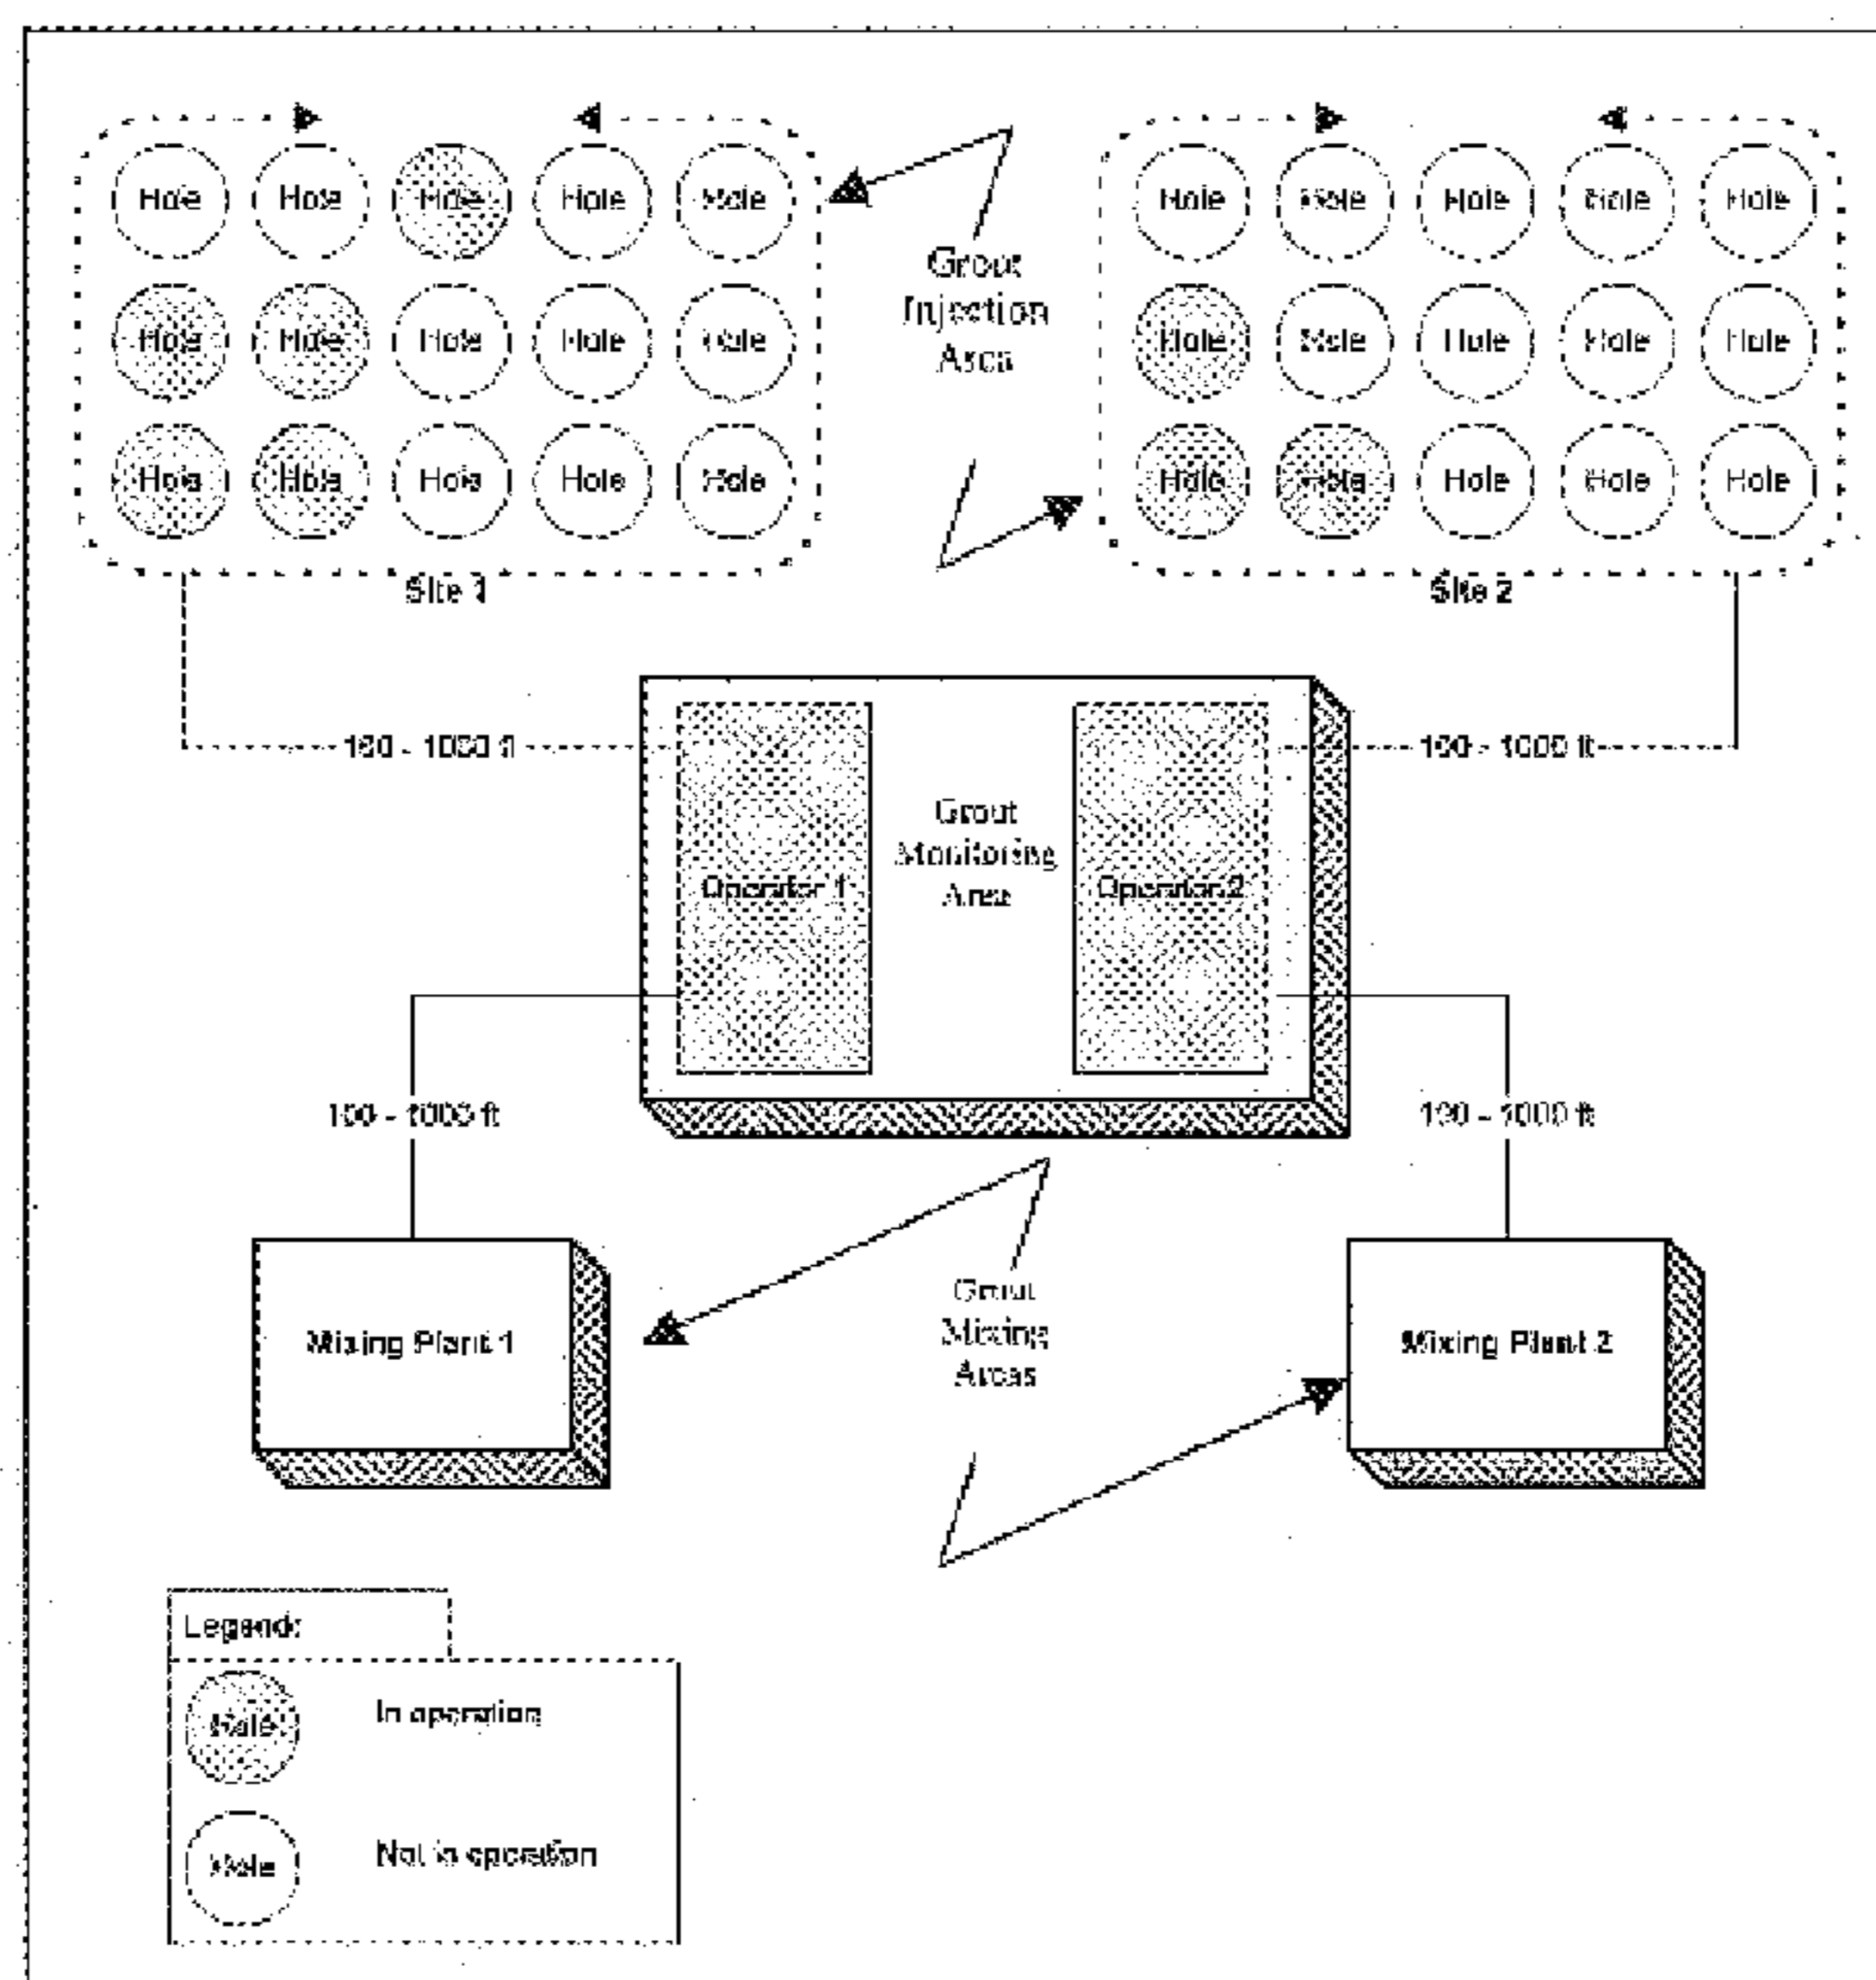 Hole Hole Hole Hole Hole
Hole Hole Hole Hole Hole
Hole Hole Hole Hole Hole
Site 1
Grout
Injection
Area
Hole Hole Hole Hole Hole
Hole Hole Hole Hole Hole
Hole Hole Hole Hole Hole
Site 2
100 - 1000 ft
100 - 1000 ft
Operator 1
Grout
Monitoring
Area
Operator 2
100 - 1000 ft
100 - 1000 ft
Mixing Plant 1
Grout
Mixing
Areas
Mixing Plant 2
Legend:
Hole In operation
Hole Not in operation